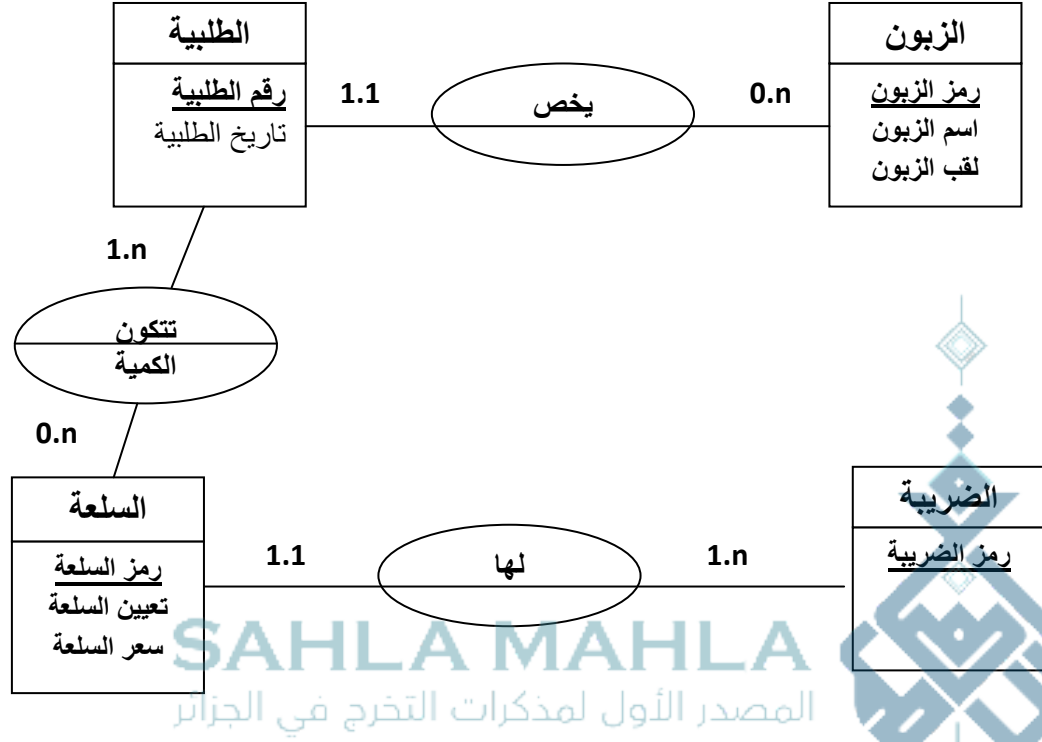 الزبون
رمز الزبون
اسم الزبون
لقب الزبون
0.n
يخص
1.1
الطلبية
رقم الطلبية
تاريخ الطلبية
1.n
تتكون
الكمية
0.n
الضريبة
رمز الضريبة
1.n
لها
1.1
السلعة
رمز السلعة
تعيين السلعة
سعر السلعة
SAHLA MAHLA
المصدر الأول لمذكرات التخرج في الجزائر